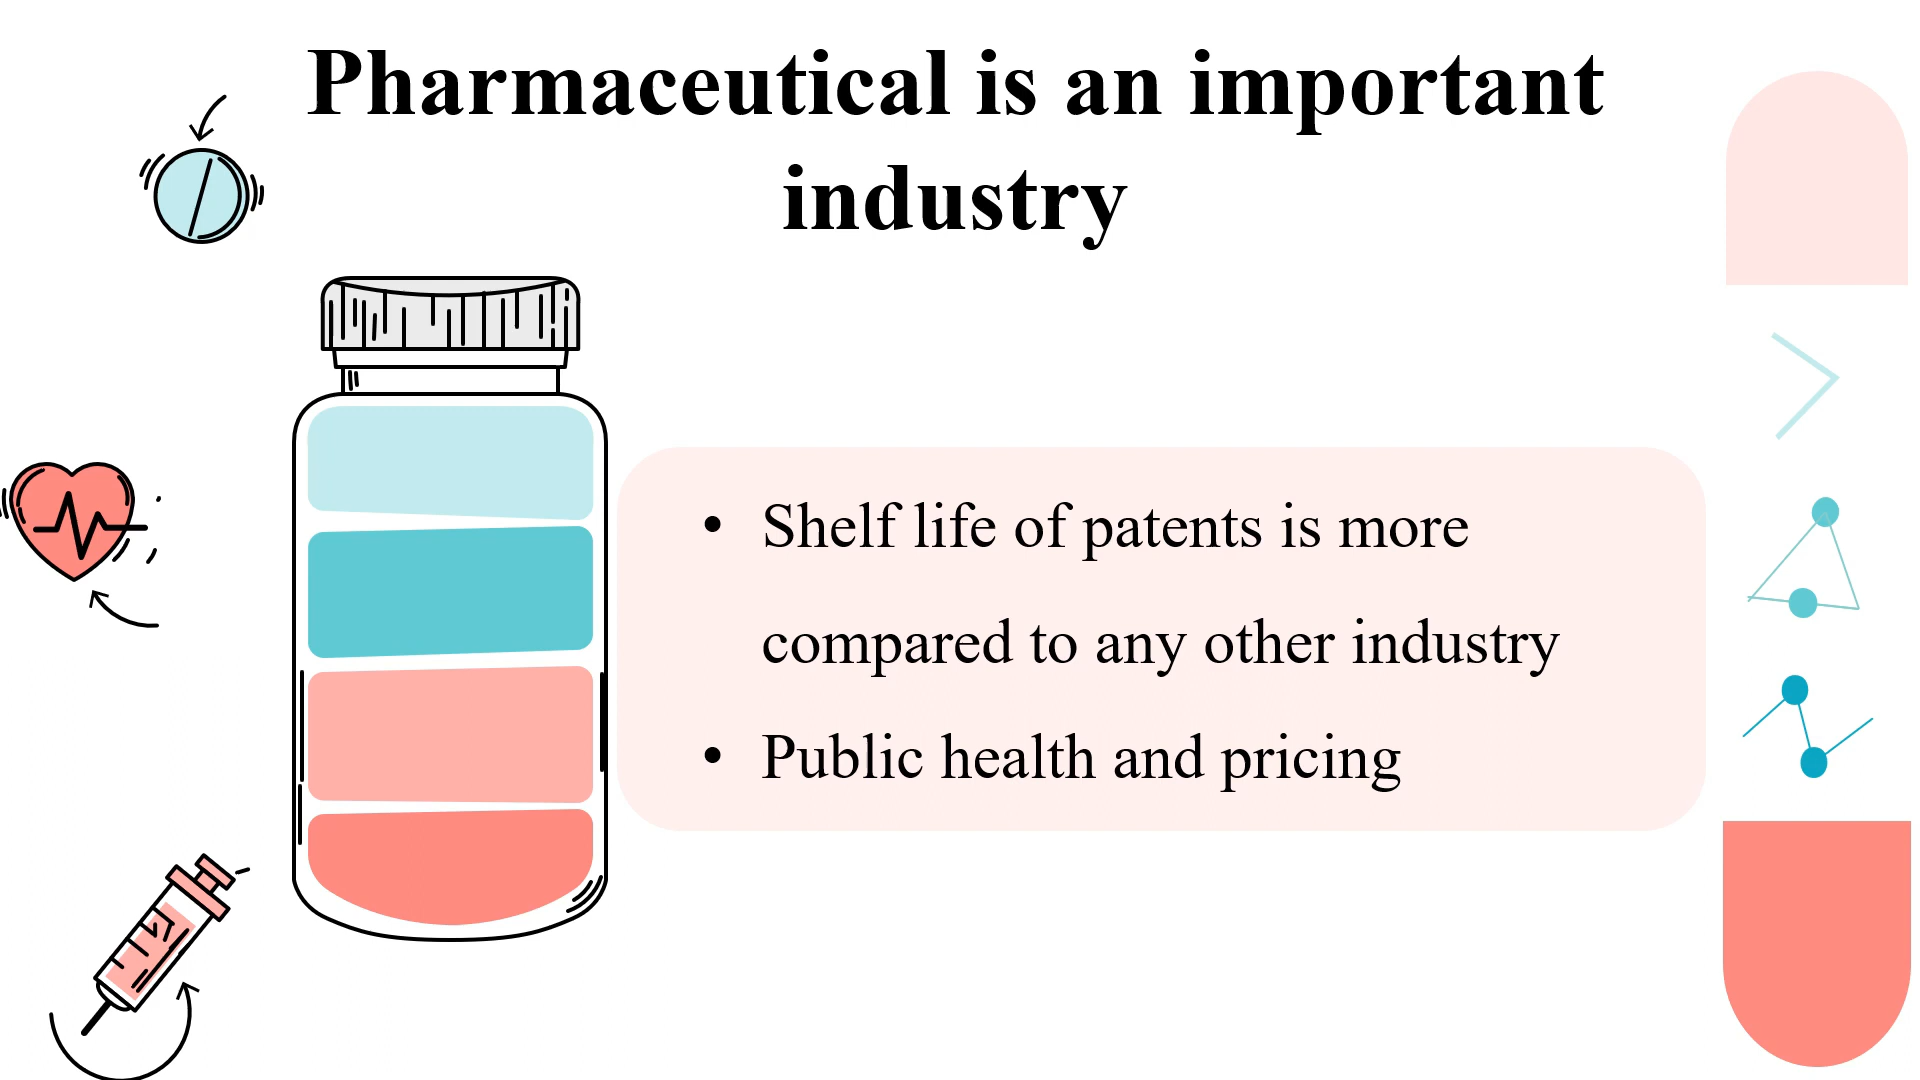 Pharmaceutical is an important
industry
• Shelf life of patents is more
compared to any other industry
• Public health and pricing